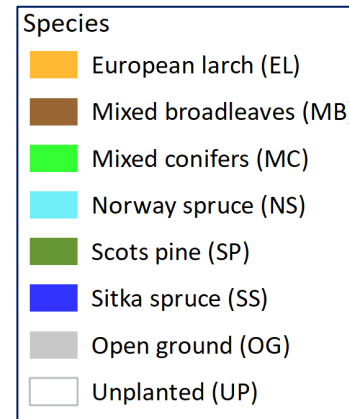 Species
European larch (EL)
Mixed broadleaves (MB)
Mixed conifers (MC)
Norway spruce (NS)
Scots pine (SP)
Sitka spruce (SS)
Open ground (OG)
Unplanted (UP)